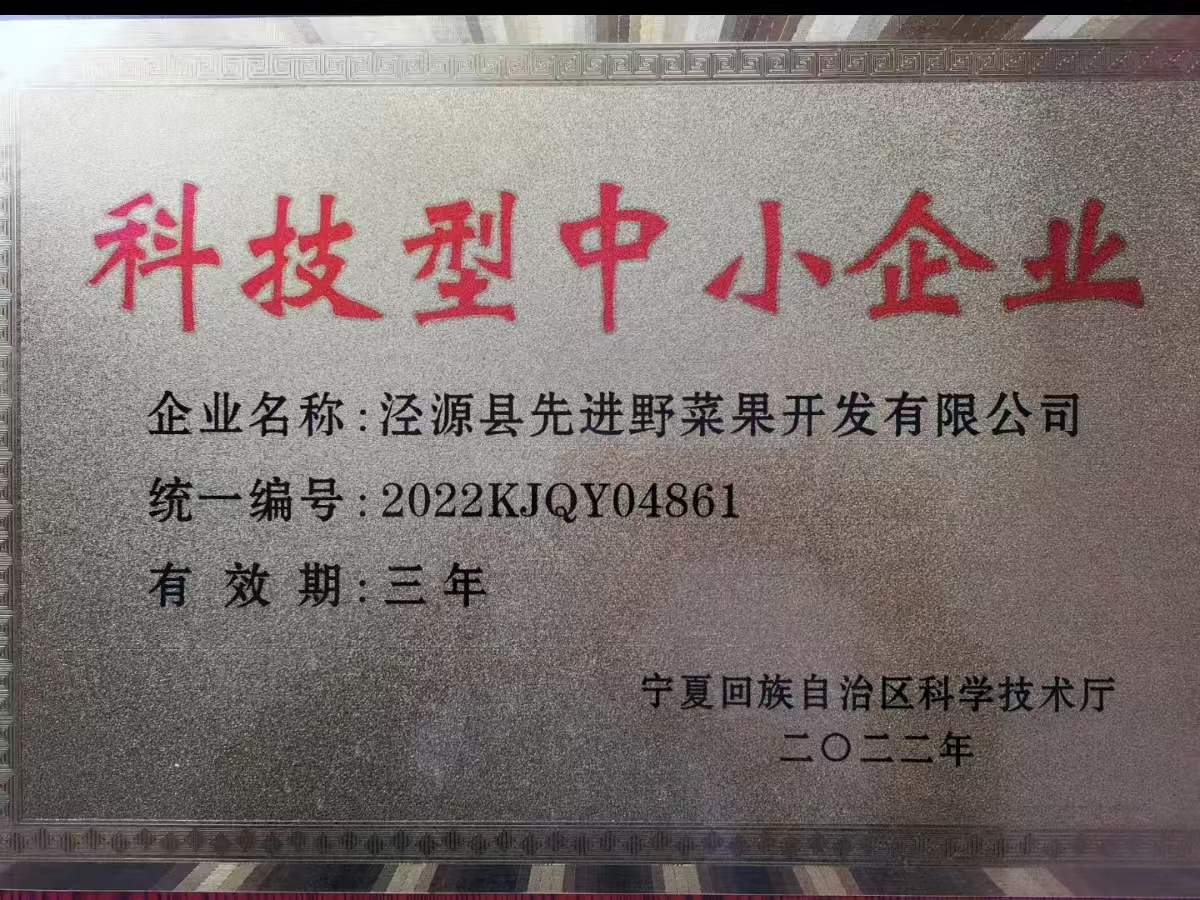 科技型中小企业
企业名称:泾源县先进野菜果开发有限公司
统一编号:2022KJQY04861
有效期:三年
宁夏回族自治区科学技术厅
二〇二二年